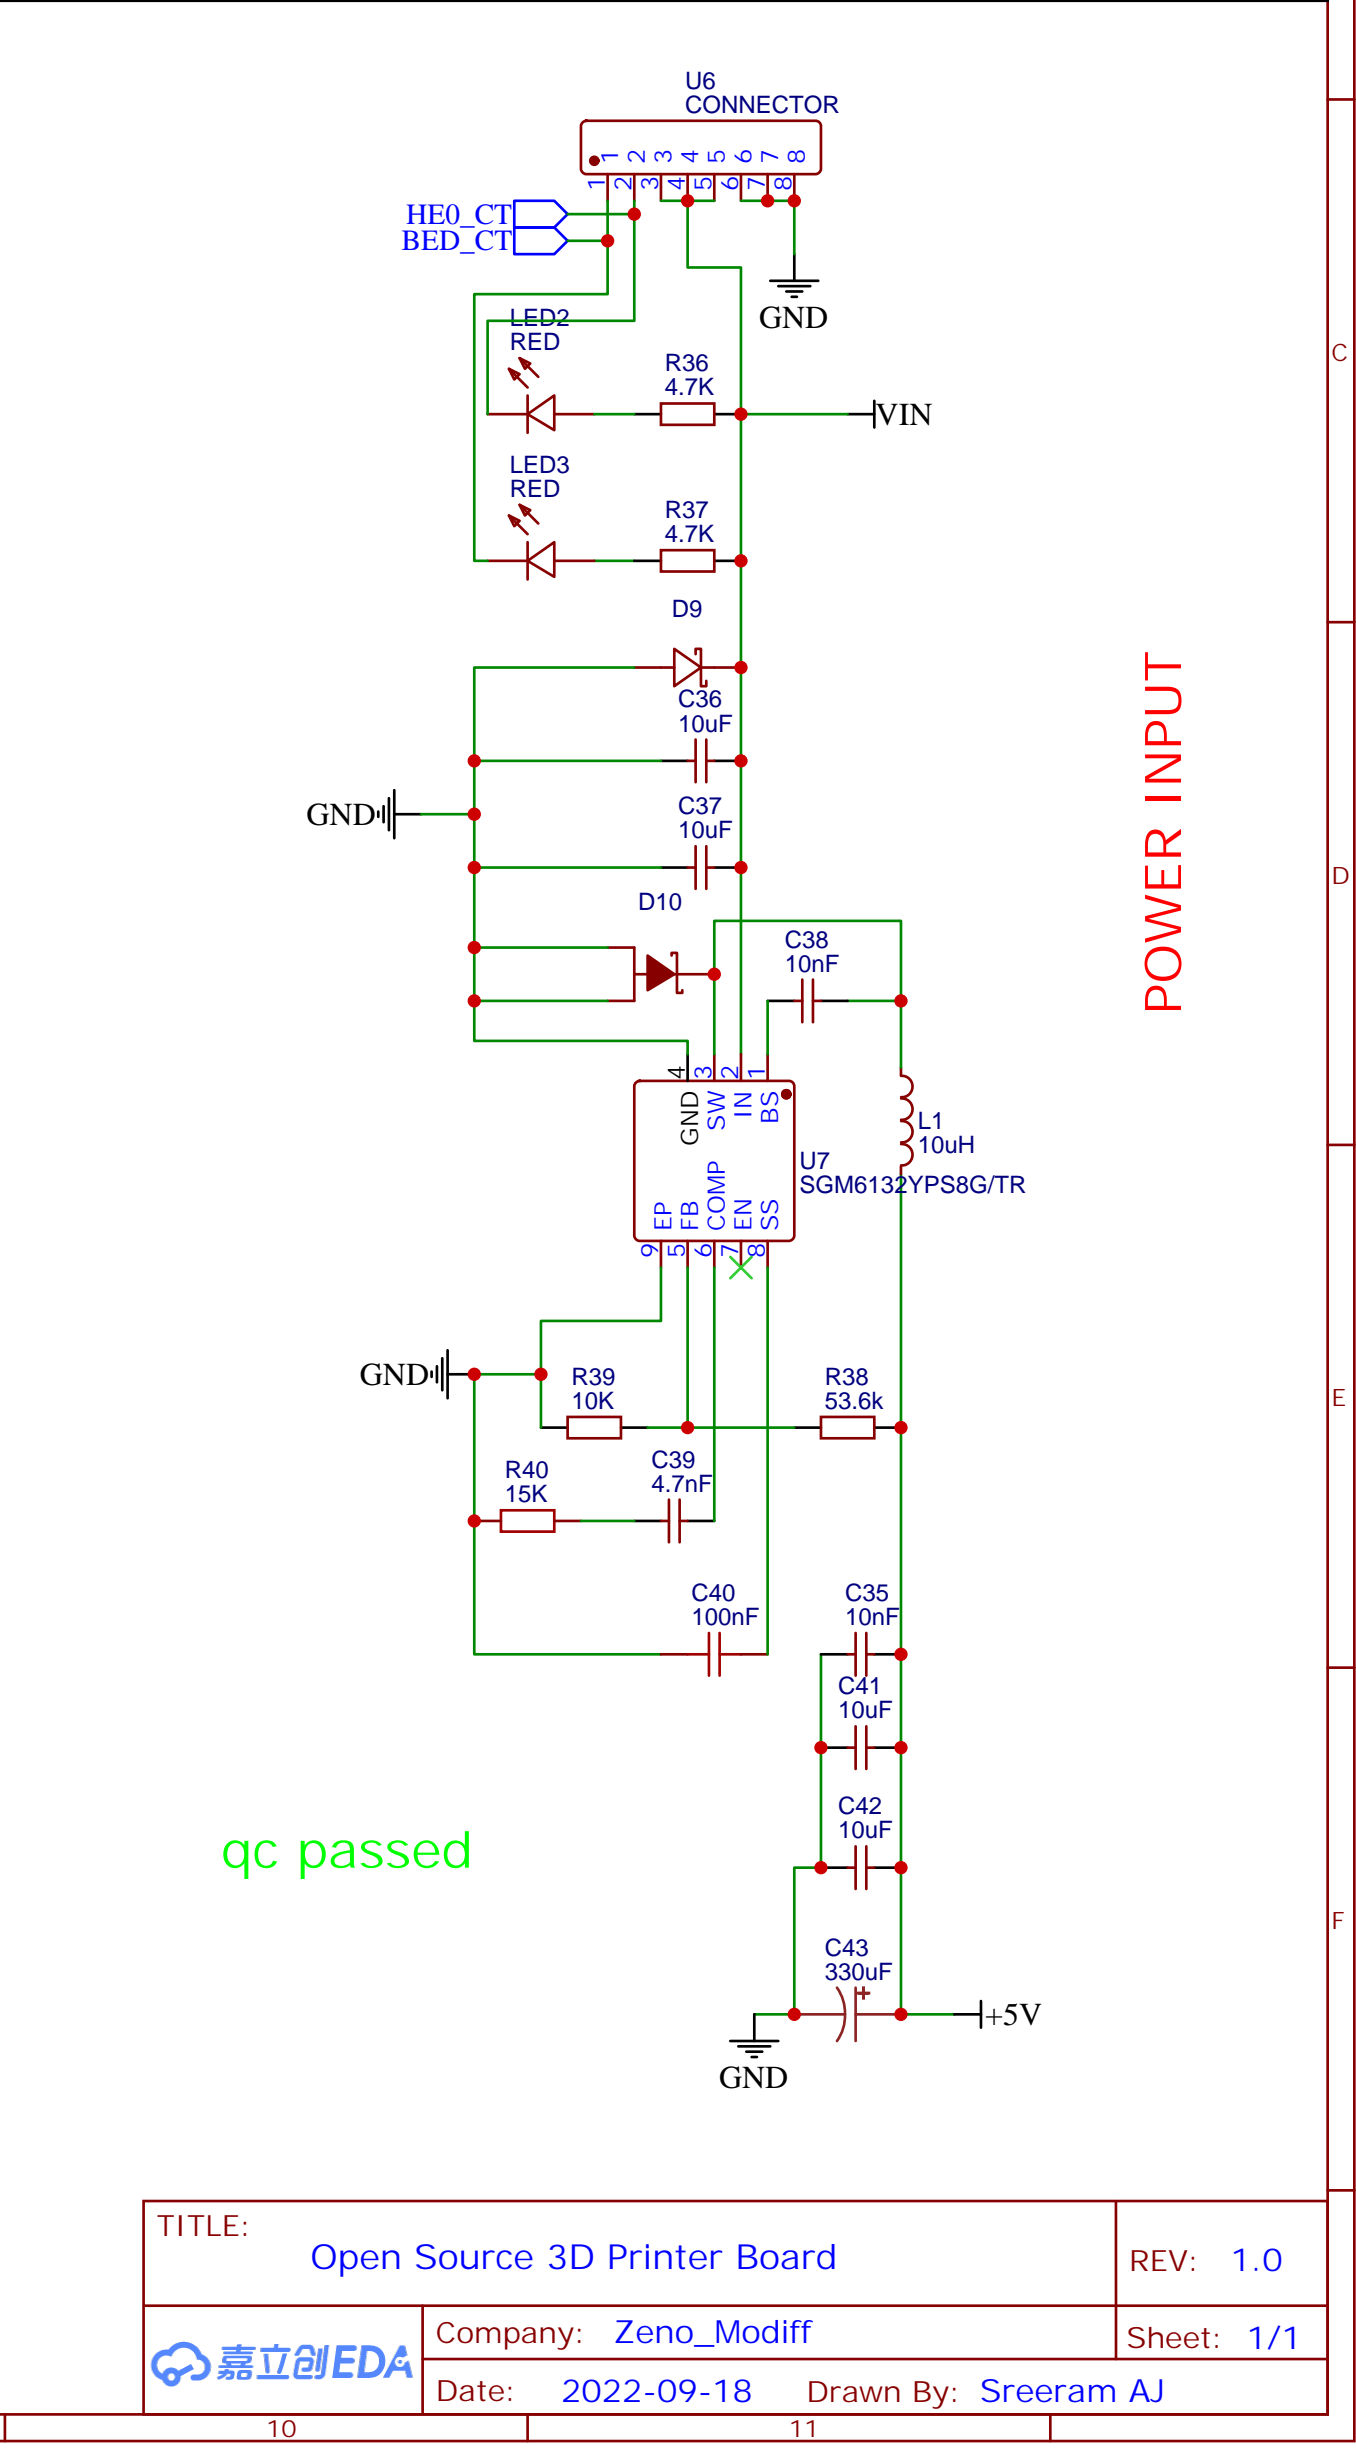 U6
CONNECTOR
1 2 3 4 5 6 7 8
1 2 3 4 5 6 7 8
HE0_CT
BED_CT
GND
LED2
RED
R36
4.7K
VIN
C
LED3
RED
R37
4.7K
D9
C36
10uF
GND
C37
10uF
POWER INPUT
D
D10
C38
10nF
4 3 2 1
GND SW IN BS
L1
10uH
U7
SGM6132YPS8G/TR
EP FB COMP EN SS
9 5 6 7 8
GND
R39
10K
R38
53.6k
E
R40
15K
C39
4.7nF
C40
100nF
C35
10nF
C41
10uF
C42
10uF
qc passed
F
C43
330uF
+5V
GND
TITLE:
Open Source 3D Printer Board
REV: 1.0
嘉立创EDA
Company: Zeno_Modiff
Sheet: 1/1
Date: 2022-09-18 Drawn By: Sreeram AJ
10 11